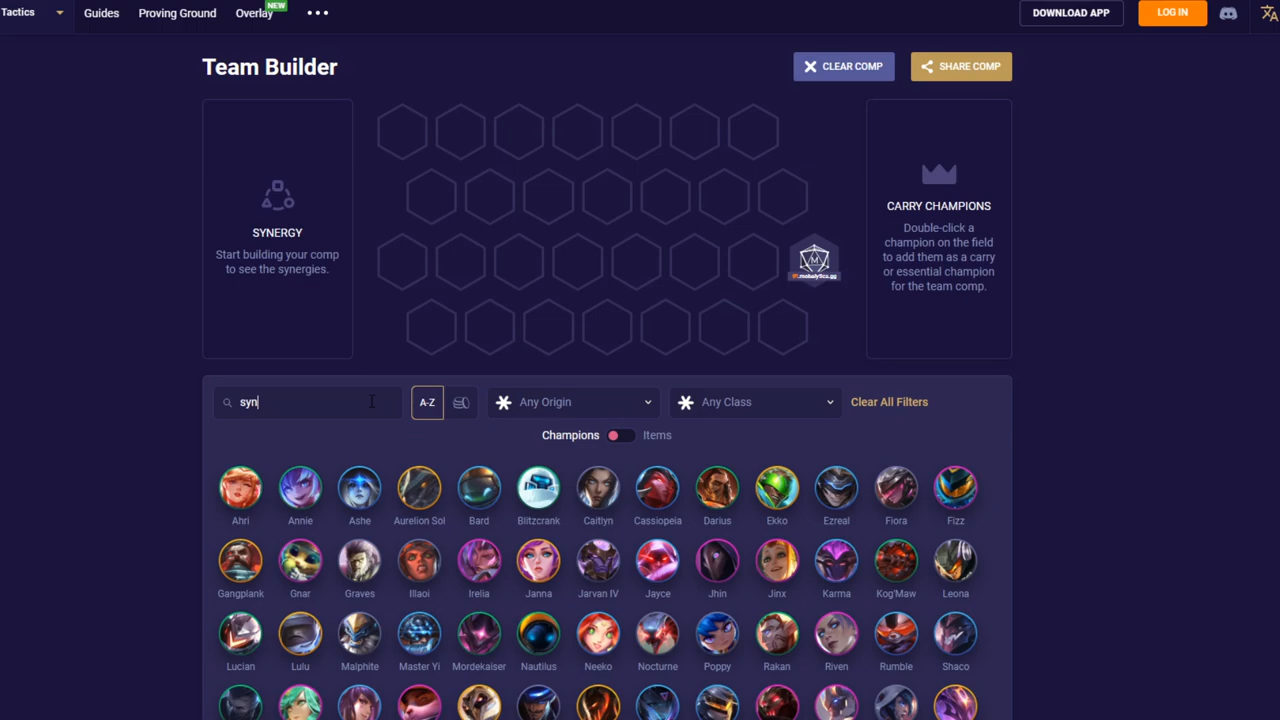 Tactics Guides Proving Ground Overlay NEW DOWNLOAD APP LOG IN
Team Builder
CLEAR COMP SHARE COMP
SYNERGY
Start building your comp
to see the synergies.
M
tft.mobalytics.gg
CARRY CHAMPIONS
Double-click a
champion on the field
to add them as a carry
or essential champion
for the team comp.
syn A-Z Any Origin Any Class Clear All Filters
Champions Items
Ahri Annie Ashe Aurelion Sol Bard Blitzcrank Caitlyn Cassiopeia Darius Ekko Ezreal Fiora Fizz
Gangplank Gnar Graves Illaoi Irelia Janna Jarvan IV Jayce Jhin Jinx Karma Kog'Maw Leona
Lucian Lulu Malphite Master Yi Mordekaiser Nautilus Neeko Nocturne Poppy Rakan Riven Rumble Shaco